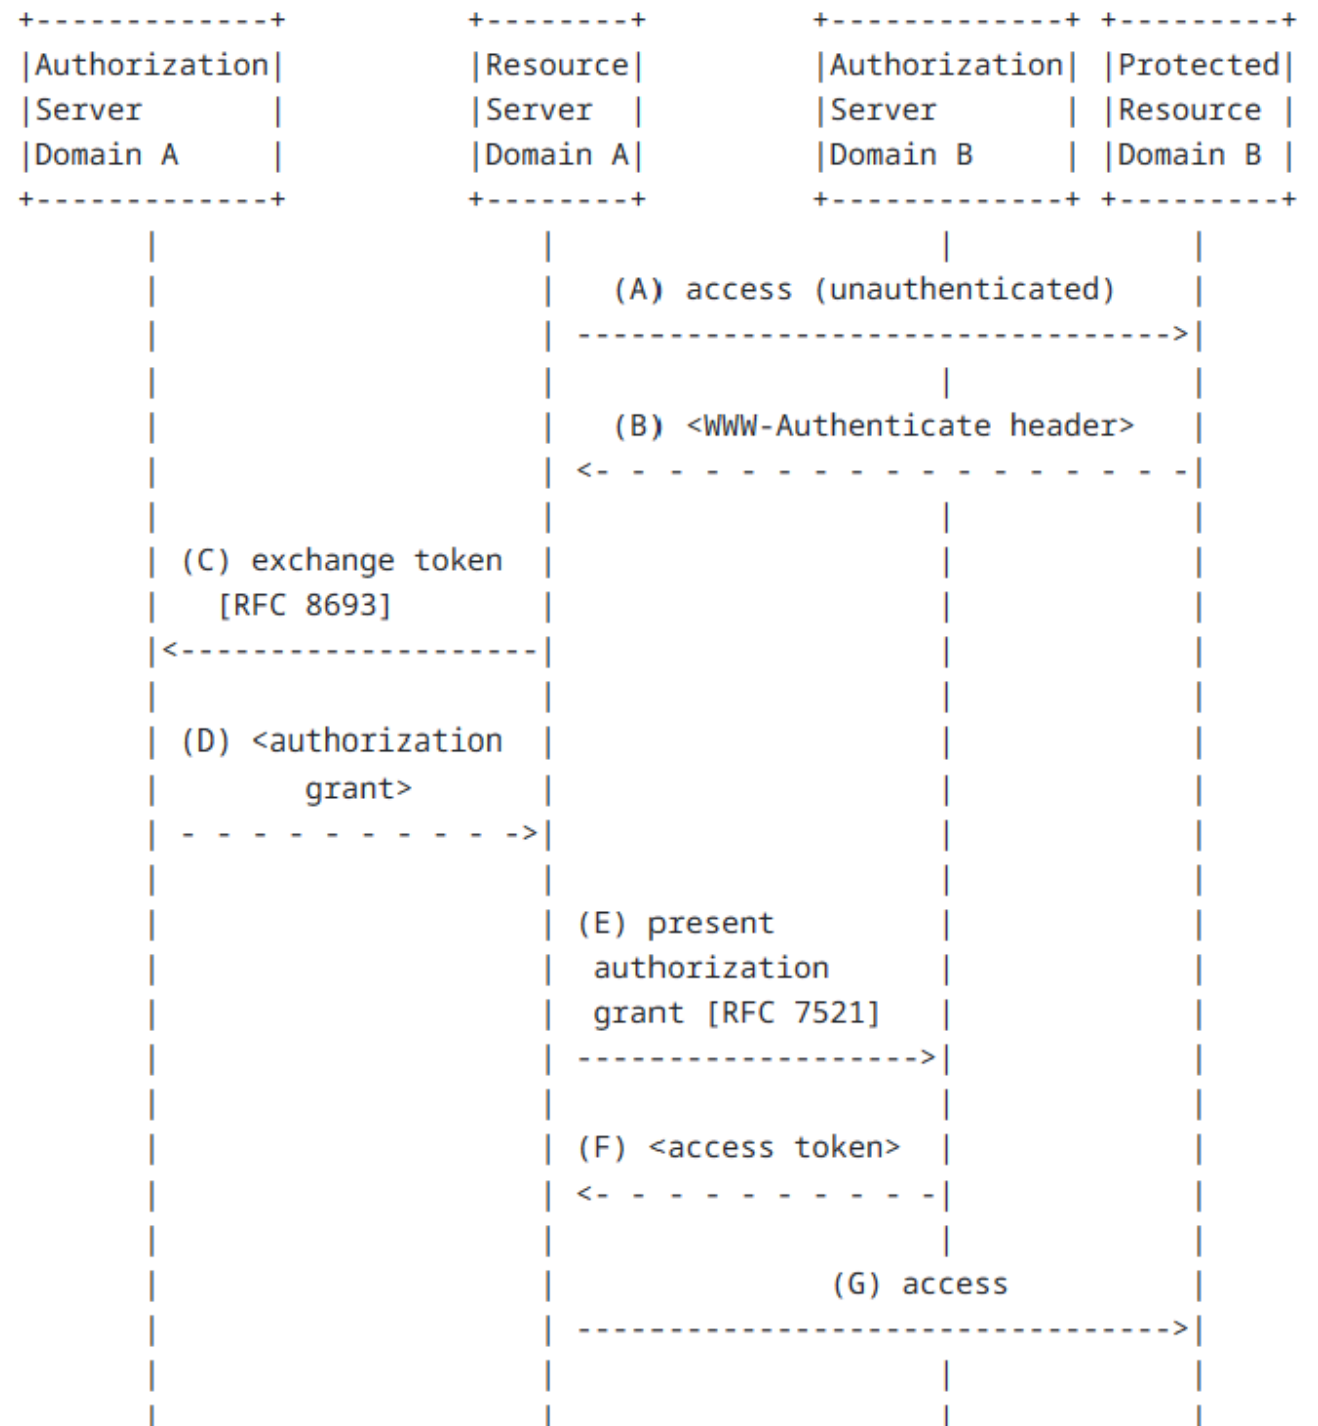 +-------------+          +--------+         +-------------+ +---------+
|Authorization|          |Resource|         |Authorization| |Protected|
|Server       |          |Server  |         |Server       | |Resource |
|Domain A     |          |Domain A|         |Domain B     | |Domain B |
+-------------+          +--------+         +-------------+ +---------+
       |                     |                     |             |
       |                     |   (A) access (unauthenticated)    |
       |                     | --------------------------------->|
       |                     |                     |             |
       |                     |   (B) <WWW-Authenticate header>   |
       |                     | <- - - - - - - - - - - - - - - - -|
       |                     |                     |             |
       | (C) exchange token  |                     |             |
       |   [RFC 8693]        |                     |             |
       |<--------------------|                     |             |
       |                     |                     |             |
       | (D) <authorization  |                     |             |
       |        grant>       |                     |             |
       | - - - - - - - - - ->|                     |             |
       |                     |                     |             |
       |                     | (E) present         |             |
       |                     |  authorization      |             |
       |                     |  grant [RFC 7521]   |             |
       |                     | ------------------->|             |
       |                     |                     |             |
       |                     | (F) <access token>  |             |
       |                     | <- - - - - - - - - -|             |
       |                     |                     |             |
       |                     |               (G) access          |
       |                     | --------------------------------->|
       |                     |                     |             |
       |                     |                     |             |